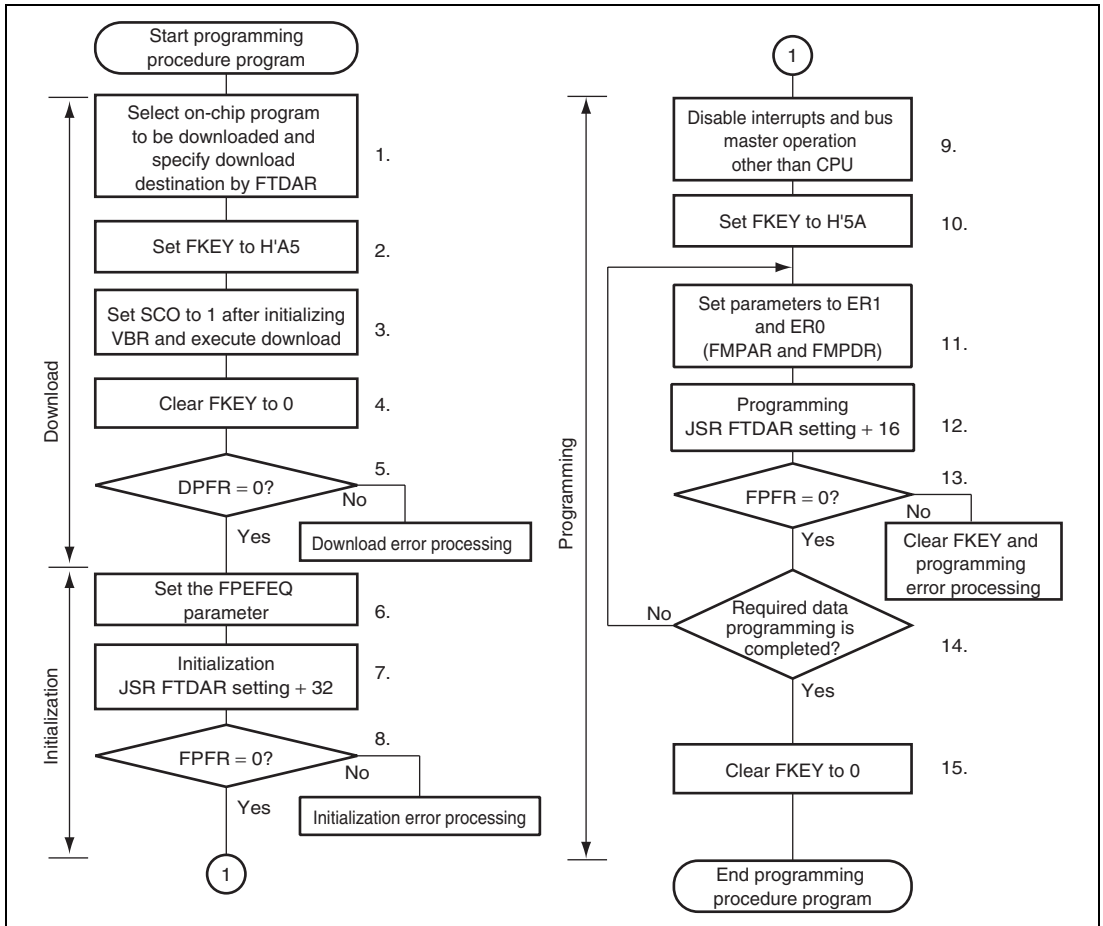 Start programming
procedure program
Download
Select on-chip program
to be downloaded and
specify download
destination by FTDAR
1.
Set FKEY to H'A5
2.
Set SCO to 1 after initializing
VBR and execute download
3.
Clear FKEY to 0
4.
DPFR = 0?
5.
No
Yes
Download error processing
Initialization
Set the FPEFEQ
parameter
6.
Initialization
JSR FTDAR setting + 32
7.
FPFR = 0?
8.
No
Yes
Initialization error processing
1
1
Programming
Disable interrupts and bus
master operation
other than CPU
9.
Set FKEY to H'5A
10.
Set parameters to ER1
and ER0
(FMPAR and FMPDR)
11.
Programming
JSR FTDAR setting + 16
12.
FPFR = 0?
13.
No
Yes
Clear FKEY and
programming
error processing
Required data
programming is
completed?
No
14.
Yes
Clear FKEY to 0
15.
End programming
procedure program